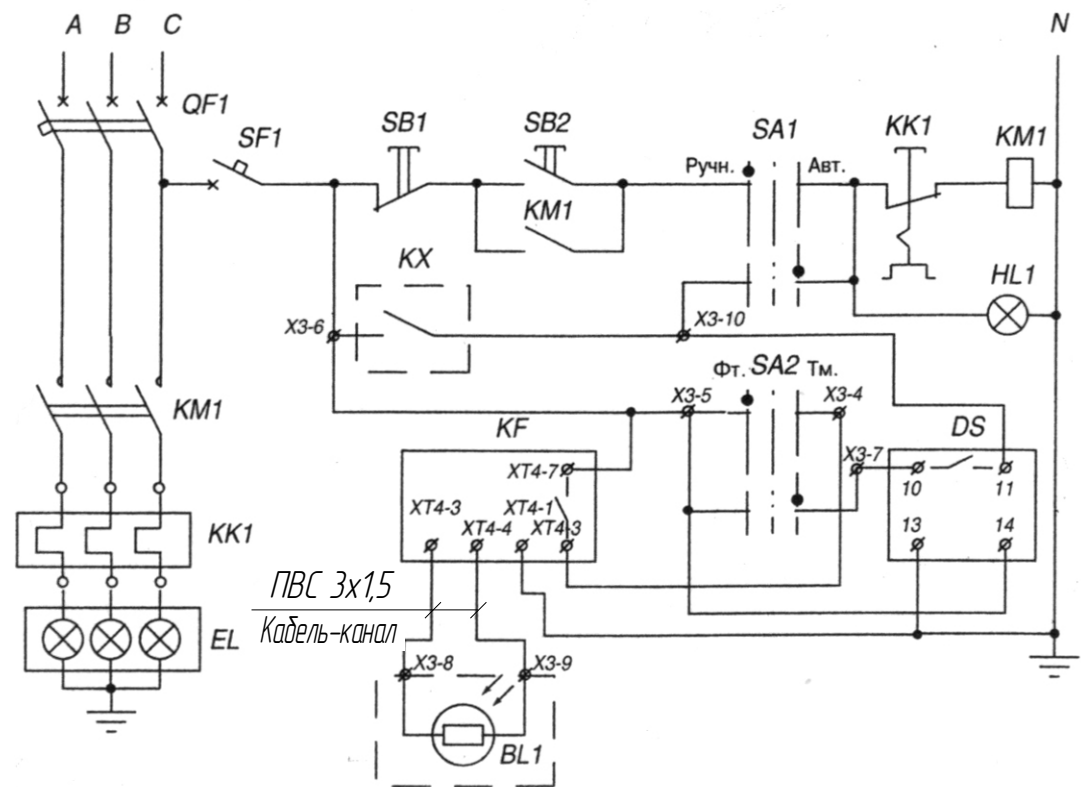 A B C N
QF1
SF1 SB1 SB2 SA1 KK1 KM1
Ручн. Авт.
KM1
KX
HL1
X3-6 X3-10
Фт. SA2 Тм.
X3-5 X3-4
KM1
KF DS
XT4-7 X3-7
10 11
XT4-3 XT4-1
XT4-4 XT4-3 13 14
KK1
ПВС 3х1,5
Кабель-канал
EL
X3-8 X3-9
BL1